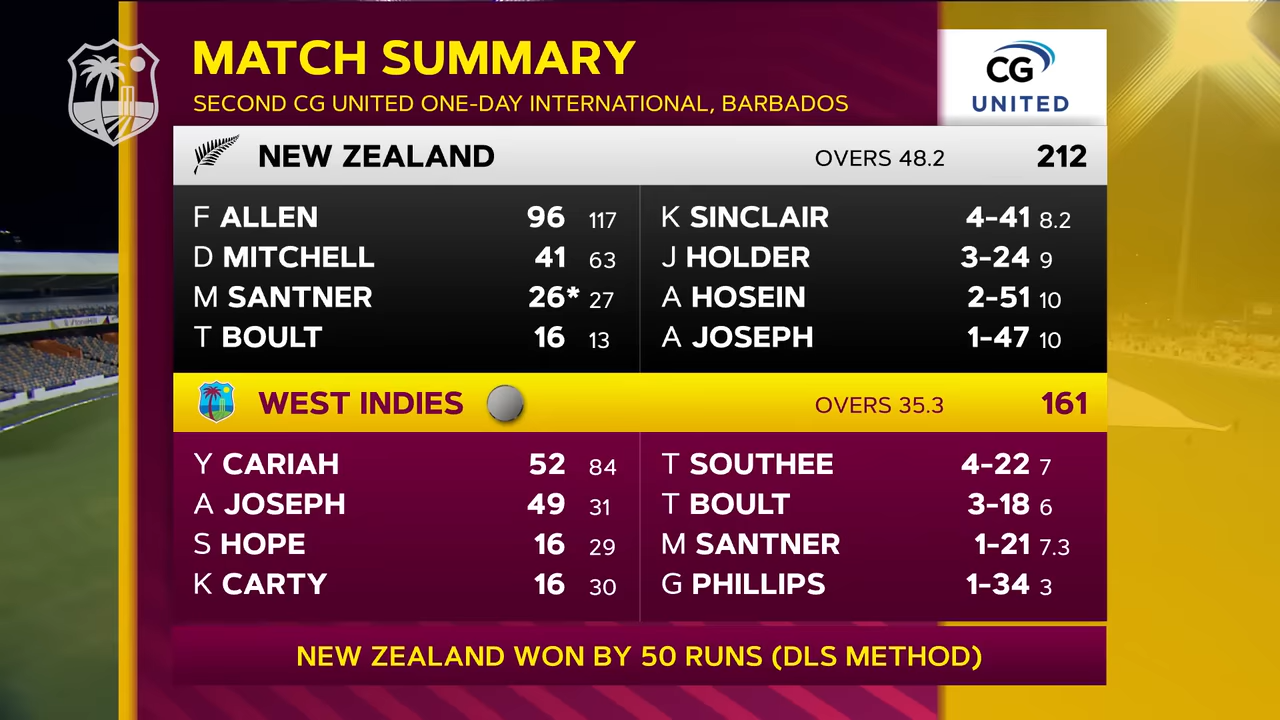 MATCH SUMMARY
SECOND CG UNITED ONE-DAY INTERNATIONAL, BARBADOS
CG
UNITED
NEW ZEALAND OVERS 48.2 212
F ALLEN 96 117 K SINCLAIR 4-41 8.2
D MITCHELL 41 63 J HOLDER 3-24 9
M SANTNER 26* 27 A HOSEIN 2-51 10
T BOULT 16 13 A JOSEPH 1-47 10
WEST INDIES OVERS 35.3 161
Y CARIAH 52 84 T SOUTHEE 4-22 7
A JOSEPH 49 31 T BOULT 3-18 6
S HOPE 16 29 M SANTNER 1-21 7.3
K CARTY 16 30 G PHILLIPS 1-34 3
NEW ZEALAND WON BY 50 RUNS (DLS METHOD)